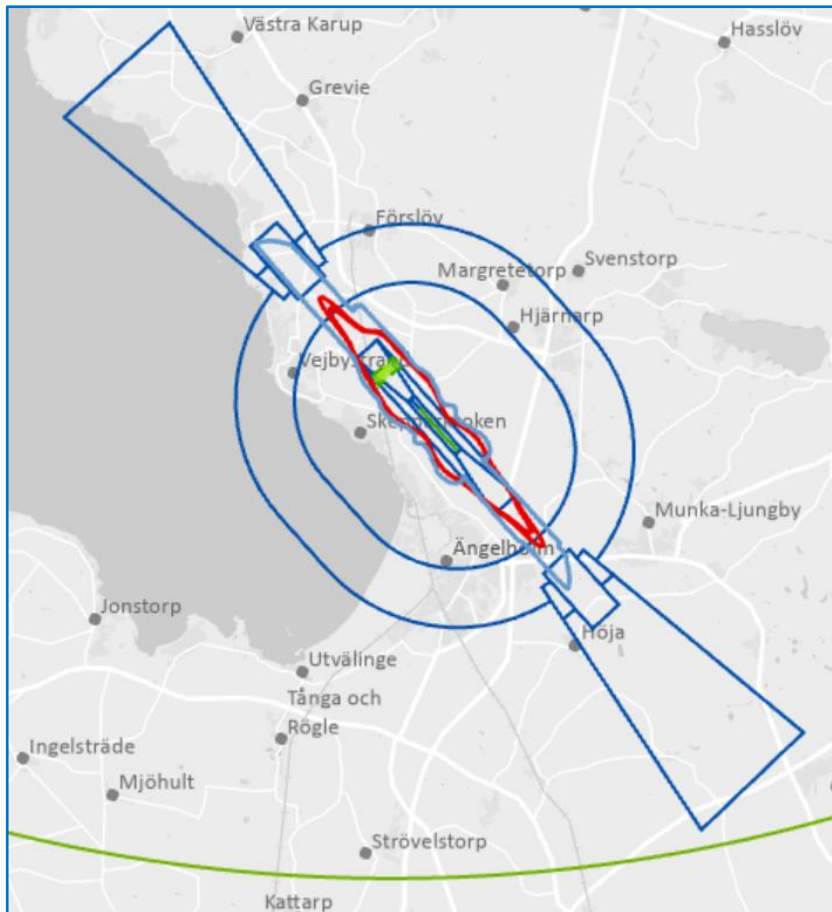 Västra Karup
Hasslöv
Grevie
Förslöv
Svenstorp
Margretetorp
Hjärnarp
Vejbystrand
Munka-Ljungby
Ängelholm
Jonstorp
Höja
Utvälinge
Tånga och
Rögle
Ingelsträde
Mjöhult
Strövelstorp
Kattarp